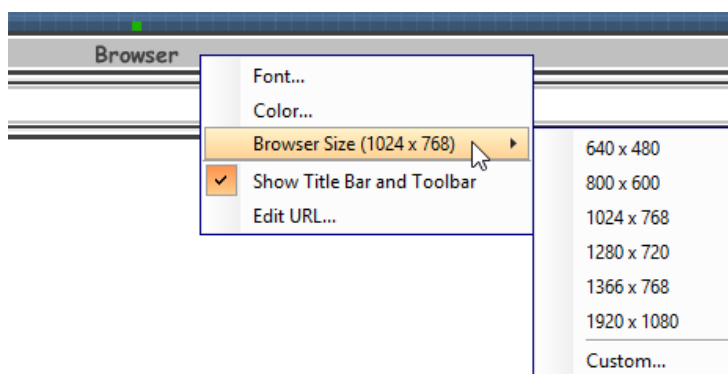 Browser
Font...
Color...
Browser Size (1024 x 768)
Show Title Bar and Toolbar
Edit URL...
640 x 480
800 x 600
1024 x 768
1280 x 720
1366 x 768
1920 x 1080
Custom...